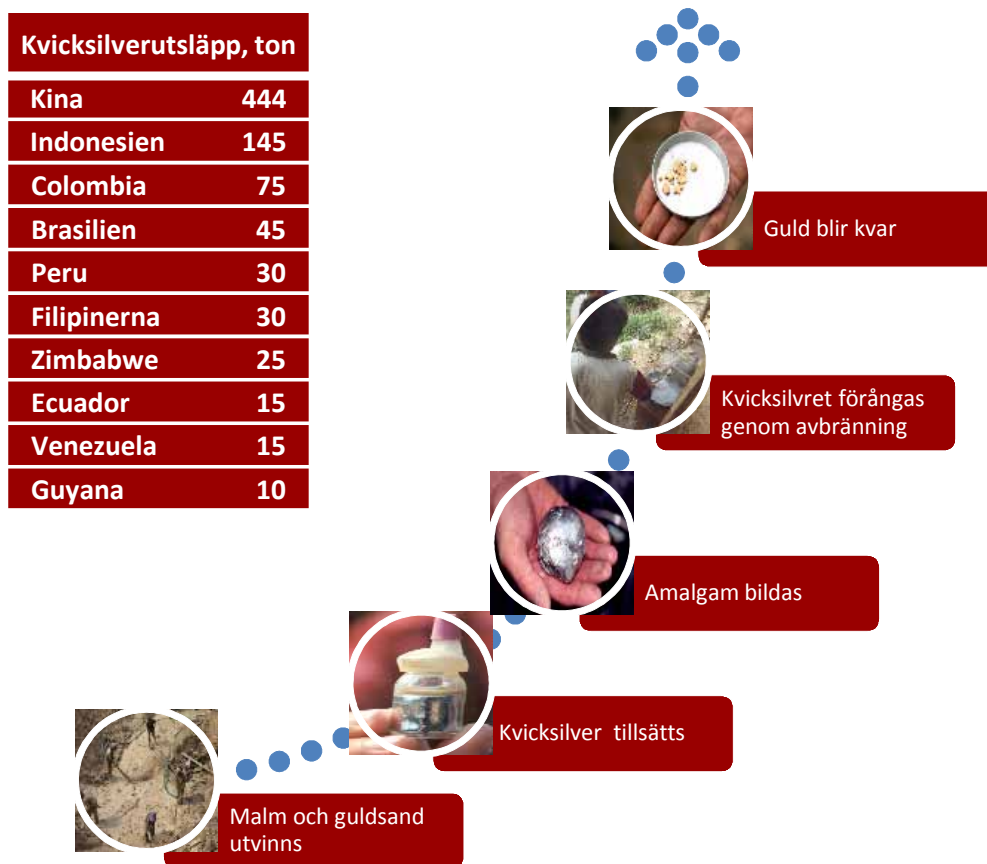 Kvicksilverutsläpp, ton
Kina 444
Indonesien 145
Colombia 75
Brasilien 45
Peru 30
Filipinerna 30
Zimbabwe 25
Ecuador 15
Venezuela 15
Guyana 10
Guld blir kvar
Kvicksilvret förångas
genom avbränning
Amalgam bildas
Kvicksilver tillsätts
Malm och guldsand
utvinns